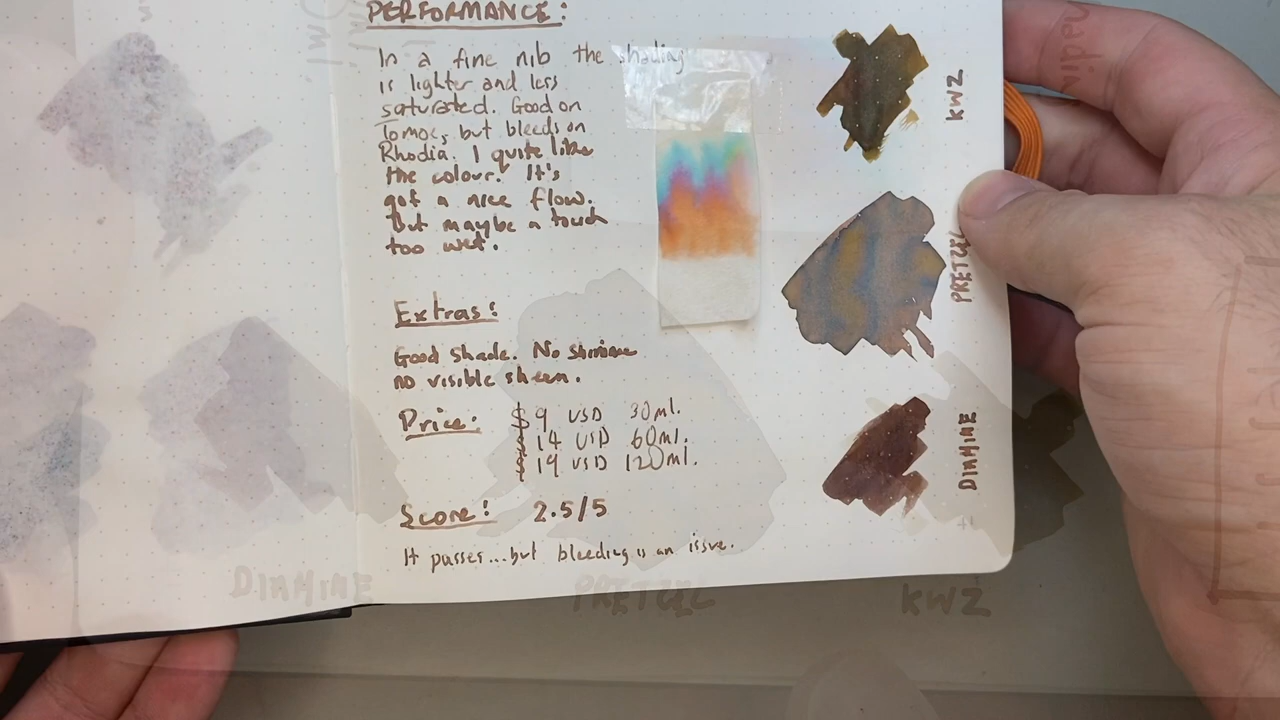 PERFORMANCE:
In a fine nib the shading
is lighter and less
saturated. Good on
Tomoe, but bleeds on
Rhodia. I quite like
the colour. It's
got a nice flow.
But maybe a touch
too wet.
Extras:
Good shade. No shimmer
no visible sheen.
Price: $ 9 USD 30ml.
14 USD 60ml.
19 USD 120ml.
Score: 2.5/5
It passes...but bleeding is an issue.
KWZ
PRETZEL
DIAMINE
DIAMINE PRETZEL KWZ